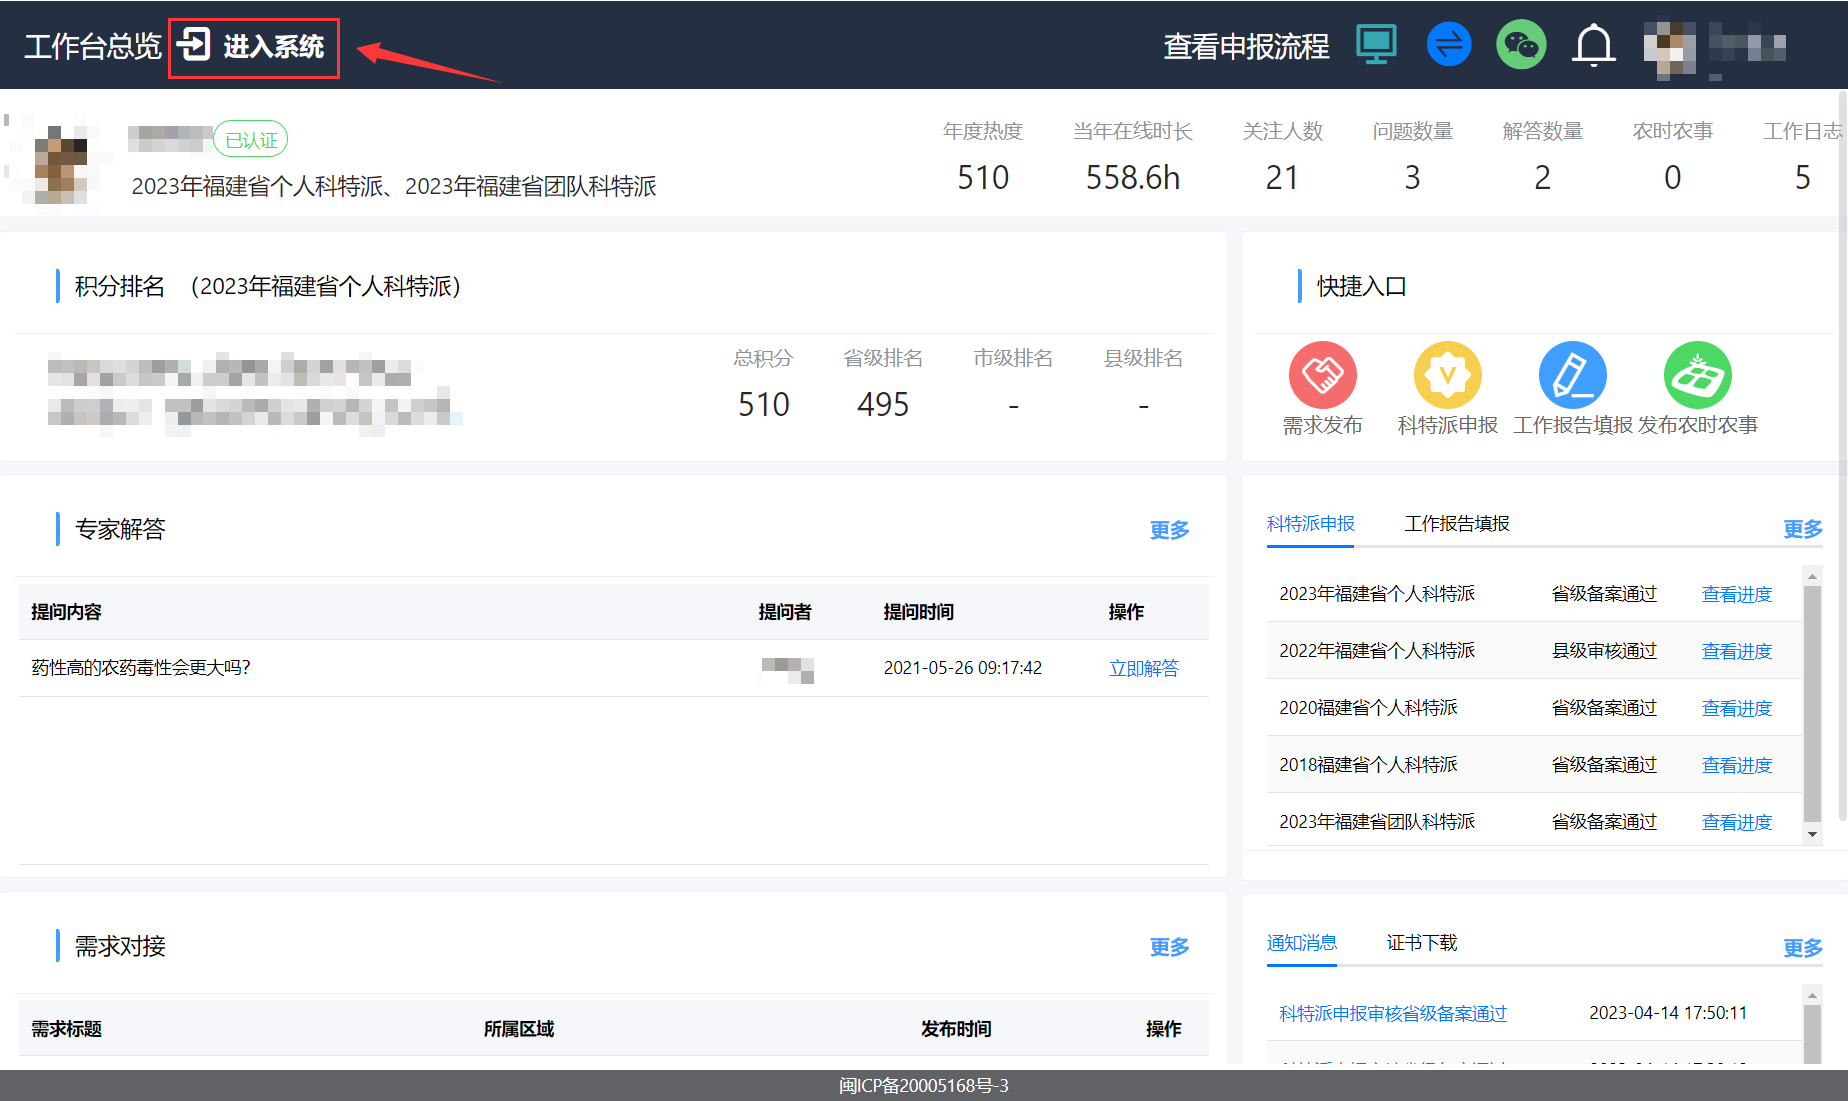 工作台总览 进入系统 查看申报流程
已认证
2023年福建省个人科特派、2023年福建省团队科特派
年度热度 当年在线时长 关注人数 问题数量 解答数量 农时农事 工作日志
510 558.6h 21 3 2 0 5
积分排名 （2023年福建省个人科特派）
总积分 省级排名 市级排名 县级排名
510 495 - -
快捷入口
需求发布 科特派申报 工作报告填报 发布农时农事
专家解答 更多
提问内容 提问者 提问时间 操作
药性高的农药毒性会更大吗? 2021-05-26 09:17:42 立即解答
科特派申报 工作报告填报 更多
2023年福建省个人科特派 省级备案通过 查看进度
2022年福建省个人科特派 县级审核通过 查看进度
2020福建省个人科特派 省级备案通过 查看进度
2018福建省个人科特派 省级备案通过 查看进度
2023年福建省团队科特派 省级备案通过 查看进度
需求对接 更多
需求标题 所属区域 发布时间 操作
通知消息 证书下载 更多
科特派申报审核省级备案通过 2023-04-14 17:50:11
闽ICP备20005168号-3